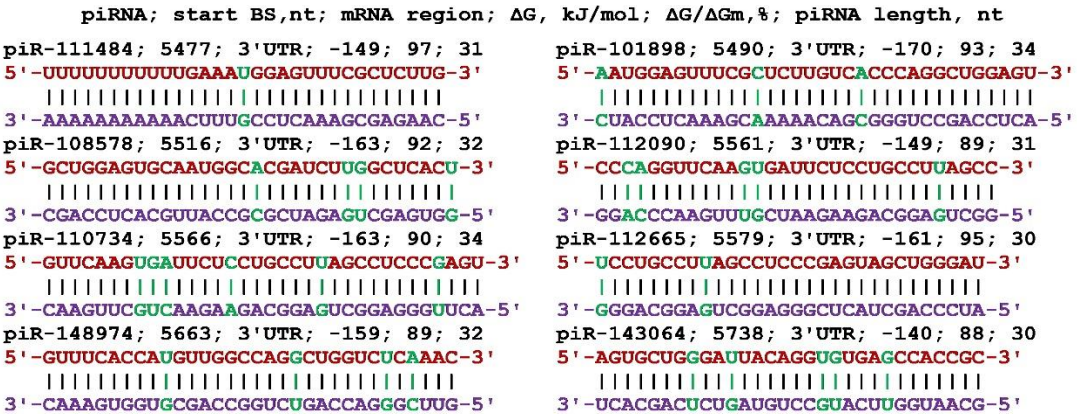 piRNA; start BS,nt; mRNA region; ΔG, kJ/mol; ΔG/ΔGm,%; piRNA length, nt
piR-111484; 5477; 3'UTR; -149; 97; 31
5'-UUUUUUUUUUUGAAAUGGAGUUUCGCUCUUG-3'
3'-AAAAAAAAAAACUUUGCCUCAAAGCGAGAAC-5'
piR-101898; 5490; 3'UTR; -170; 93; 34
5'-AAUGGAGUUUCGCUCUUGUCACCCAGGCUGGAGU-3'
3'-CUACCUCAAAGCAAAAACAGCGGGUCCGACCUCA-5'
piR-108578; 5516; 3'UTR; -163; 92; 32
5'-GCUGGAGUGCAAUGGCACGAUCUUGGCUCACU-3'
3'-CGACCUCACGUUACCGCGCUAGAGUCGAGUGG-5'
piR-112090; 5561; 3'UTR; -149; 89; 31
5'-CCCAGGUUCAAGUGAUUCUCCUGCCUUAGCC-3'
3'-GGACCCAAGUUUGCUAAGAAGACGGAGUCGG-5'
piR-110734; 5566; 3'UTR; -163; 90; 34
5'-GUUCAAGUGAUUCUCCUGCCUUAGCCUCCCGAGU-3'
3'-CAAGUUCGUCAAGAAGACGGAGUCGGAGGGUUCA-5'
piR-112665; 5579; 3'UTR; -161; 95; 30
5'-UCCUGCCUUAGCCUCCCGAGUAGCUGGGAU-3'
3'-GGGACGGAGUCGGAGGGCUCAUCGACCCUA-5'
piR-148974; 5663; 3'UTR; -159; 89; 32
5'-GUUUCACCAUGUUGGCCAGGCUGGUCUCAAAC-3'
3'-CAAAGUGGUGCGACCGGUCUGACCAGGGCUUG-5'
piR-143064; 5738; 3'UTR; -140; 88; 30
5'-AGUGCUGGGAUUACAGGUGUGAGCCACCGC-3'
3'-UCACGACUCUGAUGUCCGUACUUGGUAACG-5'